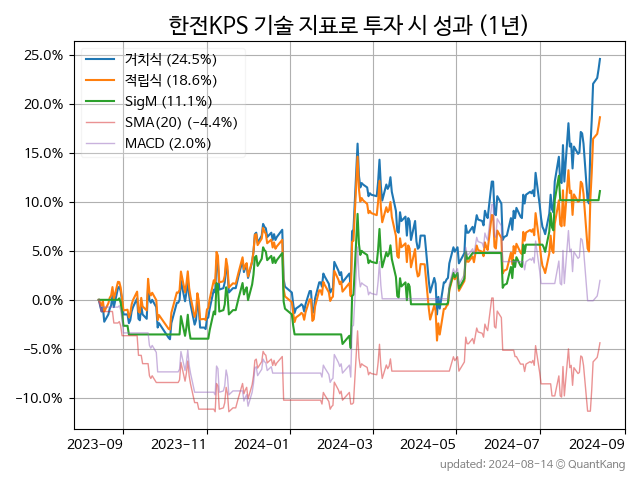 한전KPS 기술 지표로 투자 시 성과 (1년)
25.0%
20.0%
15.0%
10.0%
5.0%
0.0%
−5.0%
−10.0%
거치식 (24.5%)
적립식 (18.6%)
SigM (11.1%)
SMA(20) (-4.4%)
MACD (2.0%)
2023-09 2023-11 2024-01 2024-03 2024-05 2024-07 2024-09
updated: 2024-08-14 © QuantKang